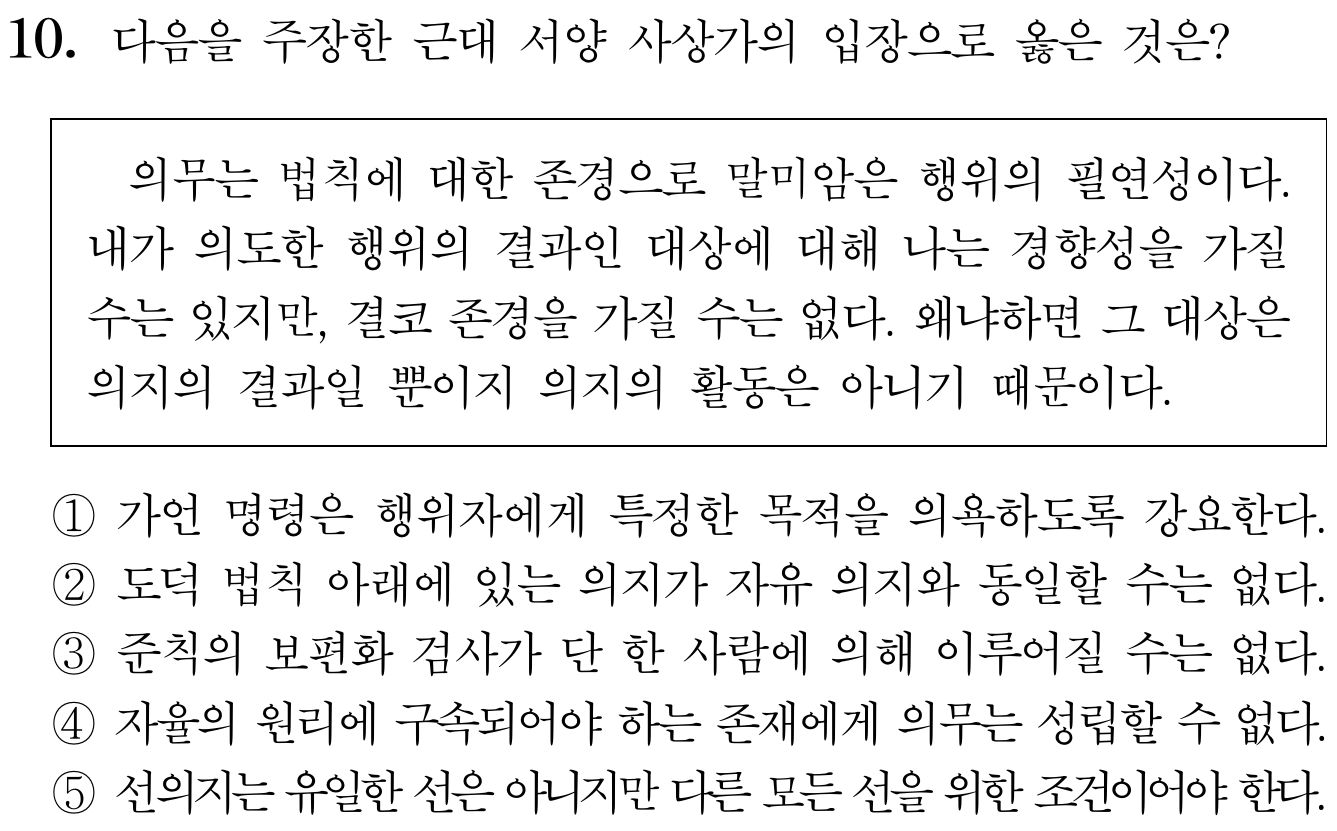 10. 다음을 주장한 근대 서양 사상가의 입장으로 옳은 것은?
의무는 법칙에 대한 존경으로 말미암은 행위의 필연성이다.
내가 의도한 행위의 결과인 대상에 대해 나는 경향성을 가질
수는 있지만, 결코 존경을 가질 수는 없다. 왜냐하면 그 대상은
의지의 결과일 뿐이지 의지의 활동은 아니기 때문이다.
① 가언 명령은 행위자에게 특정한 목적을 의욕하도록 강요한다.
② 도덕 법칙 아래에 있는 의지가 자유 의지와 동일할 수는 없다.
③ 준칙의 보편화 검사가 단 한 사람에 의해 이루어질 수는 없다.
④ 자율의 원리에 구속되어야 하는 존재에게 의무는 성립할 수 없다.
⑤ 선의지는 유일한 선은 아니지만 다른 모든 선을 위한 조건이어야 한다.